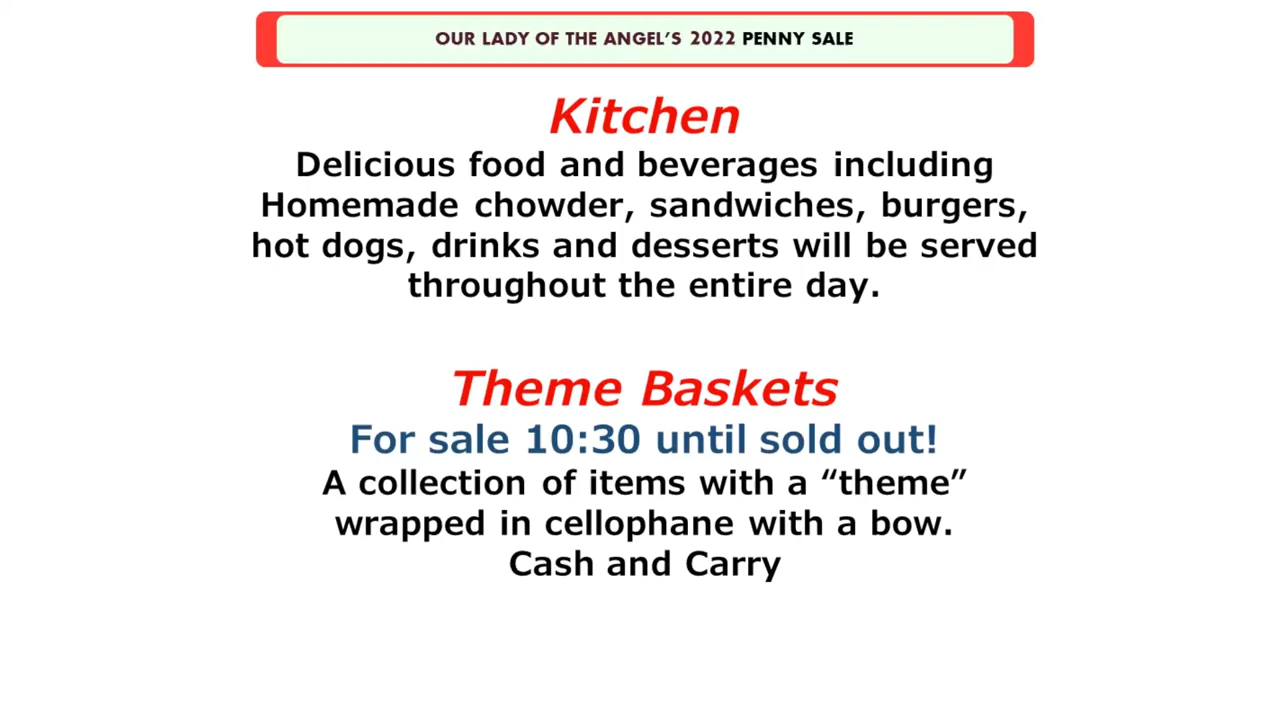 OUR LADY OF THE ANGEL'S 2022 PENNY SALE
Kitchen
Delicious food and beverages including
Homemade chowder, sandwiches, burgers,
hot dogs, drinks and desserts will be served
throughout the entire day.
Theme Baskets
For sale 10:30 until sold out!
A collection of items with a “theme”
wrapped in cellophane with a bow.
Cash and Carry